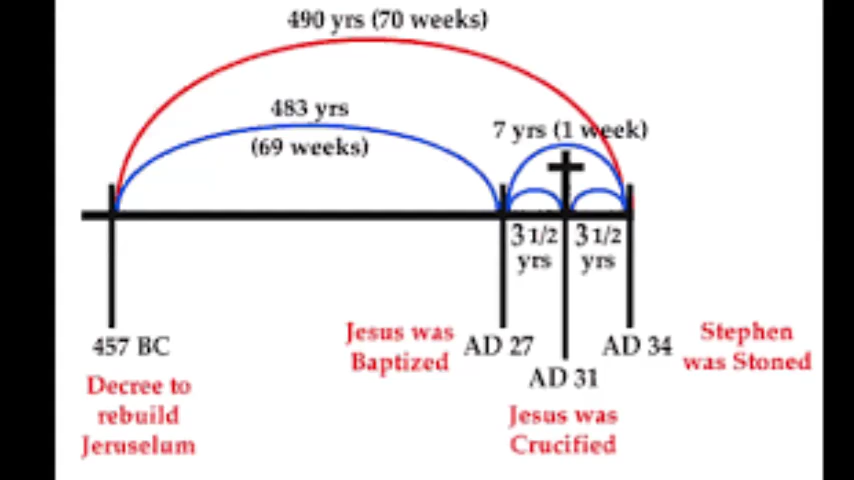 490 yrs (70 weeks)
483 yrs
(69 weeks)
7 yrs (1 week)
3 1/2
yrs
3 1/2
yrs
457 BC
Decree to
rebuild
Jeruselum
Jesus was
Baptized
AD 27
AD 31
Jesus was
Crucified
AD 34
Stephen
was Stoned